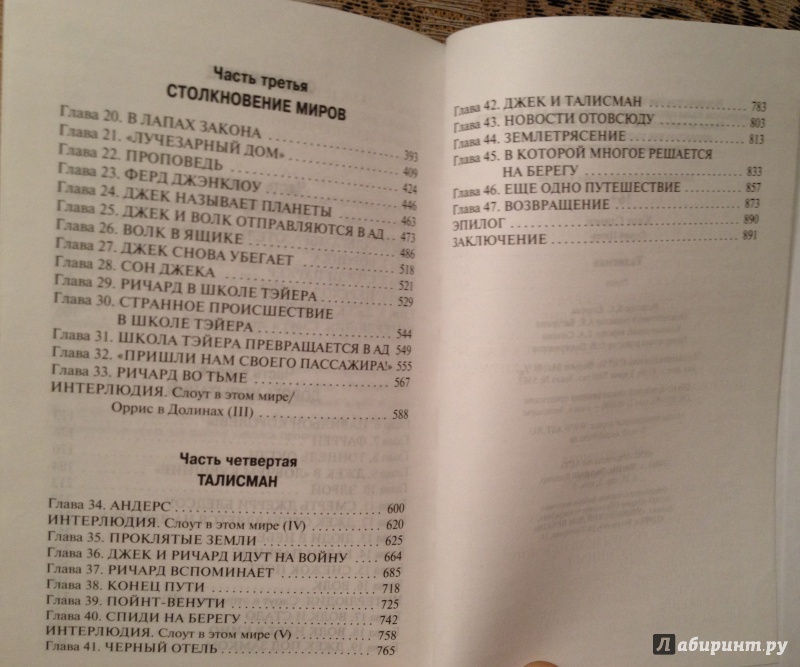 Часть третья
СТОЛКНОВЕНИЕ МИРОВ
Глава 20. В ЛАПАХ ЗАКОНА 393
Глава 21. «ЛУЧЕЗАРНЫЙ ДОМ» 409
Глава 22. ПРОПОВЕДЬ 424
Глава 23. ФЕРД ДЖЭНКЛОУ 446
Глава 24. ДЖЕК НАЗЫВАЕТ ПЛАНЕТЫ 463
Глава 25. ДЖЕК И ВОЛК ОТПРАВЛЯЮТСЯ В АД 473
Глава 26. ВОЛК В ЯЩИКЕ 486
Глава 27. ДЖЕК СНОВА УБЕГАЕТ 518
Глава 28. СОН ДЖЕКА 521
Глава 29. РИЧАРД В ШКОЛЕ ТЭЙЕРА 529
Глава 30. СТРАННОЕ ПРОИСШЕСТВИЕ
В ШКОЛЕ ТЭЙЕРА 544
Глава 31. ШКОЛА ТЭЙЕРА ПРЕВРАЩАЕТСЯ В АД 549
Глава 32. «ПРИШЛИ НАМ СВОЕГО ПАССАЖИРА!» 555
Глава 33. РИЧАРД ВО ТЬМЕ 567
ИНТЕРЛЮДИЯ. Слоут в этом мире/
Оррис в Долинах (III) 588
Часть четвертая
ТАЛИСМАН
Глава 34. АНДЕРС 600
ИНТЕРЛЮДИЯ. Слоут в этом мире (IV) 620
Глава 35. ПРОКЛЯТЫЕ ЗЕМЛИ 625
Глава 36. ДЖЕК И РИЧАРД ИДУТ НА ВОЙНУ 664
Глава 37. РИЧАРД ВСПОМИНАЕТ 685
Глава 38. КОНЕЦ ПУТИ 718
Глава 39. ПОЙНТ-ВЕНУТИ 725
Глава 40. СПИДИ НА БЕРЕГУ 742
ИНТЕРЛЮДИЯ. Слоут в этом мире (V) 758
Глава 41. ЧЕРНЫЙ ОТЕЛЬ 765
Глава 42. ДЖЕК И ТАЛИСМАН 783
Глава 43. НОВОСТИ ОТОВСЮДУ 803
Глава 44. ЗЕМЛЕТРЯСЕНИЕ 813
Глава 45. В КОТОРОЙ МНОГОЕ РЕШАЕТСЯ
НА БЕРЕГУ 833
Глава 46. ЕЩЕ ОДНО ПУТЕШЕСТВИЕ 857
Глава 47. ВОЗВРАЩЕНИЕ 873
ЭПИЛОГ 890
ЗАКЛЮЧЕНИЕ 891
Лабиринт.ру